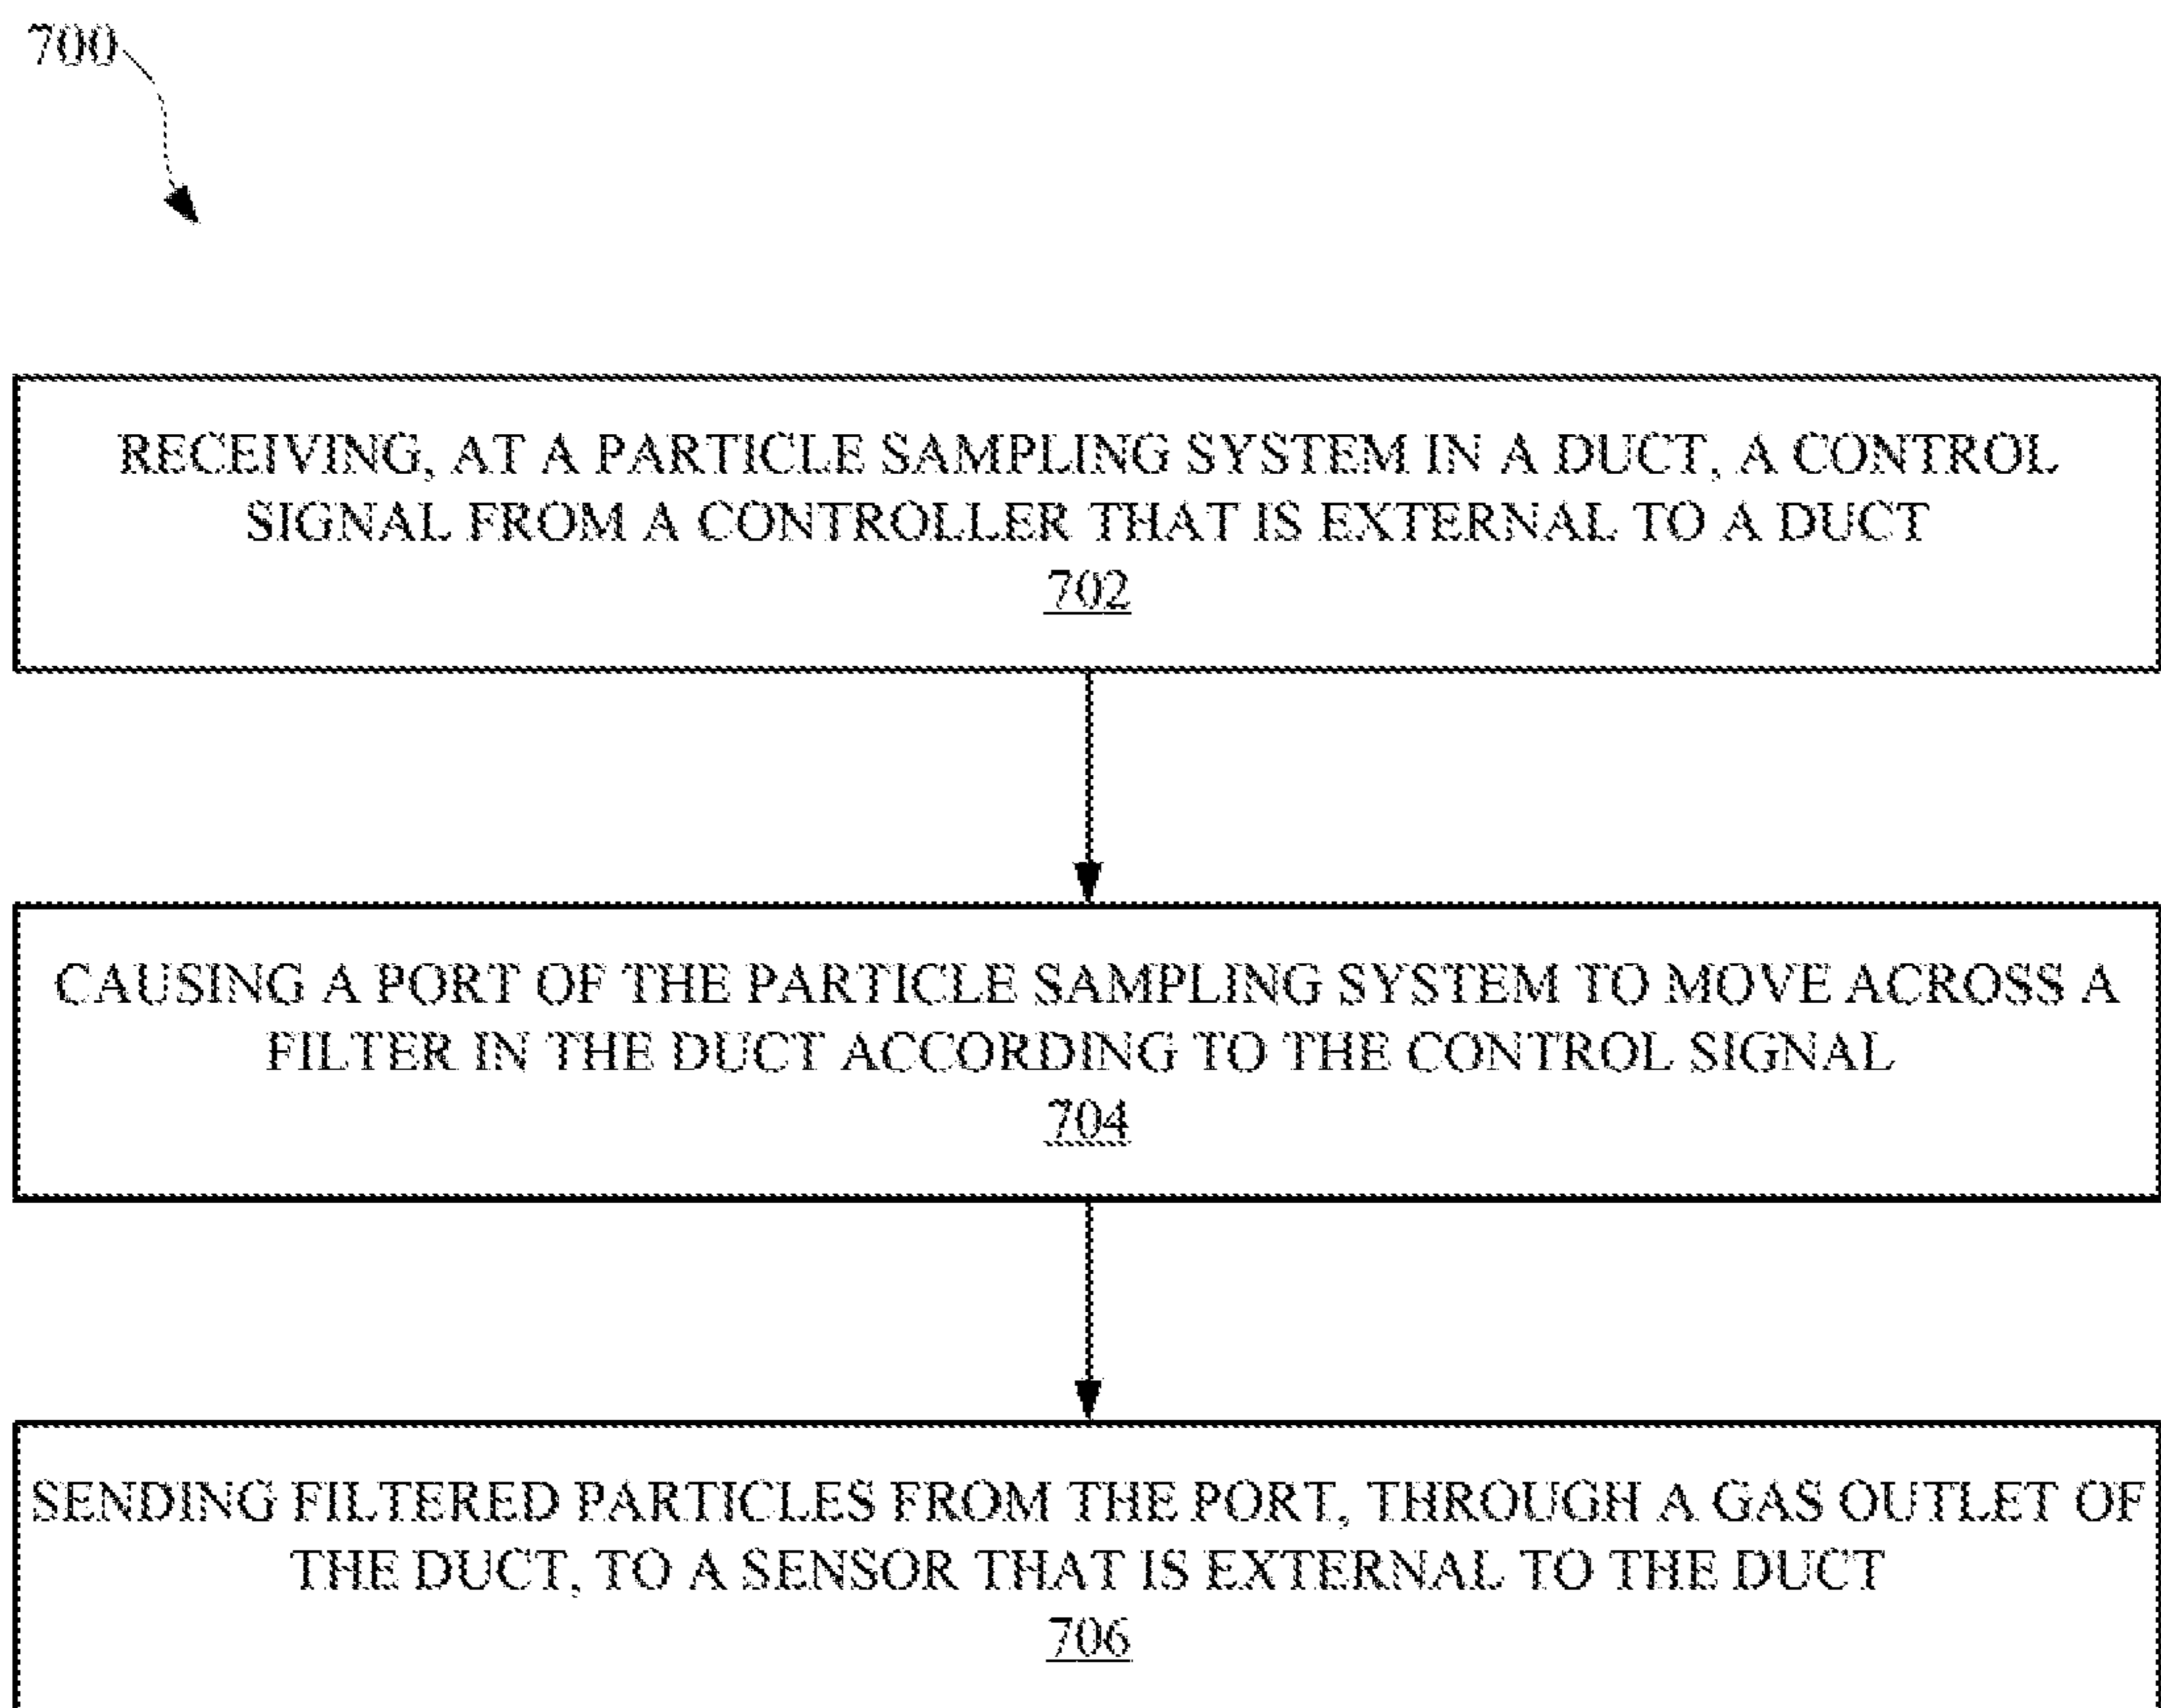 700
RECEIVING, AT A PARTICLE SAMPLING SYSTEM IN A DUCT, A CONTROL
SIGNAL FROM A CONTROLLER THAT IS EXTERNAL TO A DUCT
702
CAUSING A PORT OF THE PARTICLE SAMPLING SYSTEM TO MOVE ACROSS A
FILTER IN THE DUCT ACCORDING TO THE CONTROL SIGNAL
704
SENDING FILTERED PARTICLES FROM THE PORT, THROUGH A GAS OUTLET OF
THE DUCT, TO A SENSOR THAT IS EXTERNAL TO THE DUCT
706